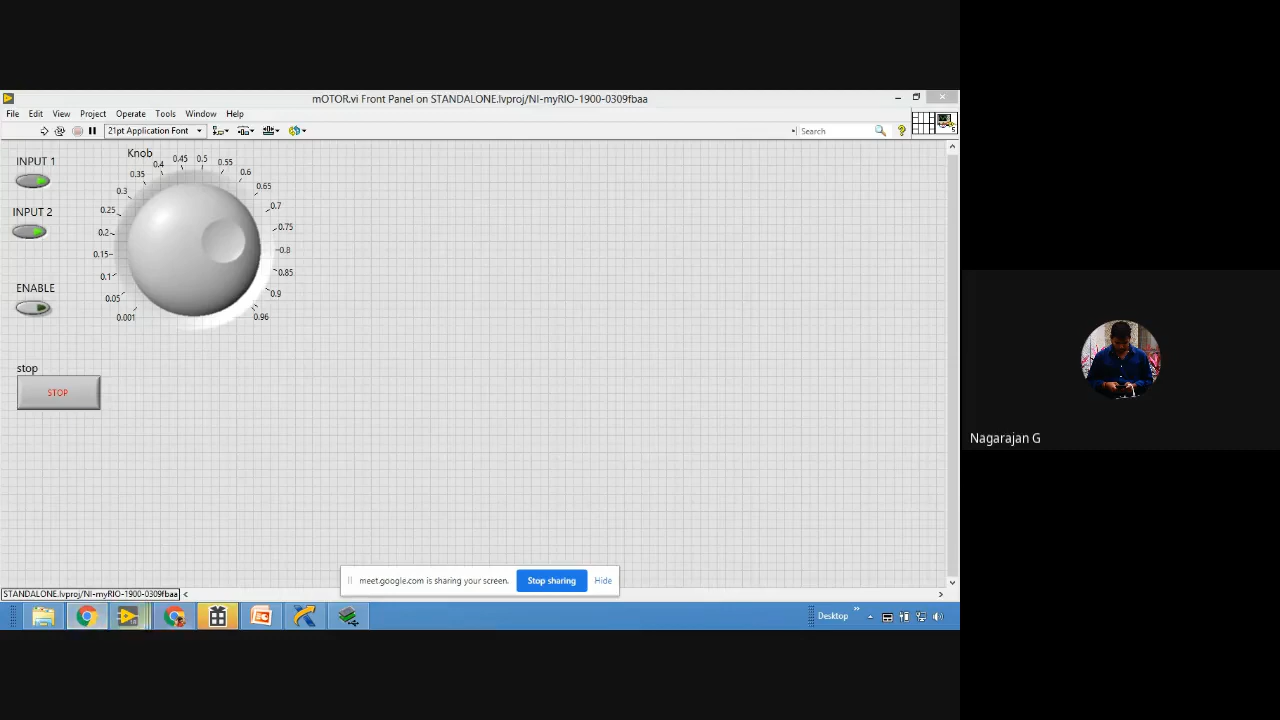 mOTOR.vi Front Panel on STANDALONE.lvproj/NI-myRIO-1900-0309fbaa
File Edit View Project Operate Tools Window Help
21pt Application Font
Search
?
5
INPUT 1
INPUT 2
ENABLE
stop
STOP
Knob
0.001
0.05
0.1
0.15
0.2
0.25
0.3
0.35
0.4
0.45
0.5
0.55
0.6
0.65
0.7
0.75
0.8
0.85
0.9
0.96
Nagarajan G
meet.google.com is sharing your screen. Stop sharing Hide
STANDALONE.lvproj/NI-myRIO-1900-0309fbaa
Desktop